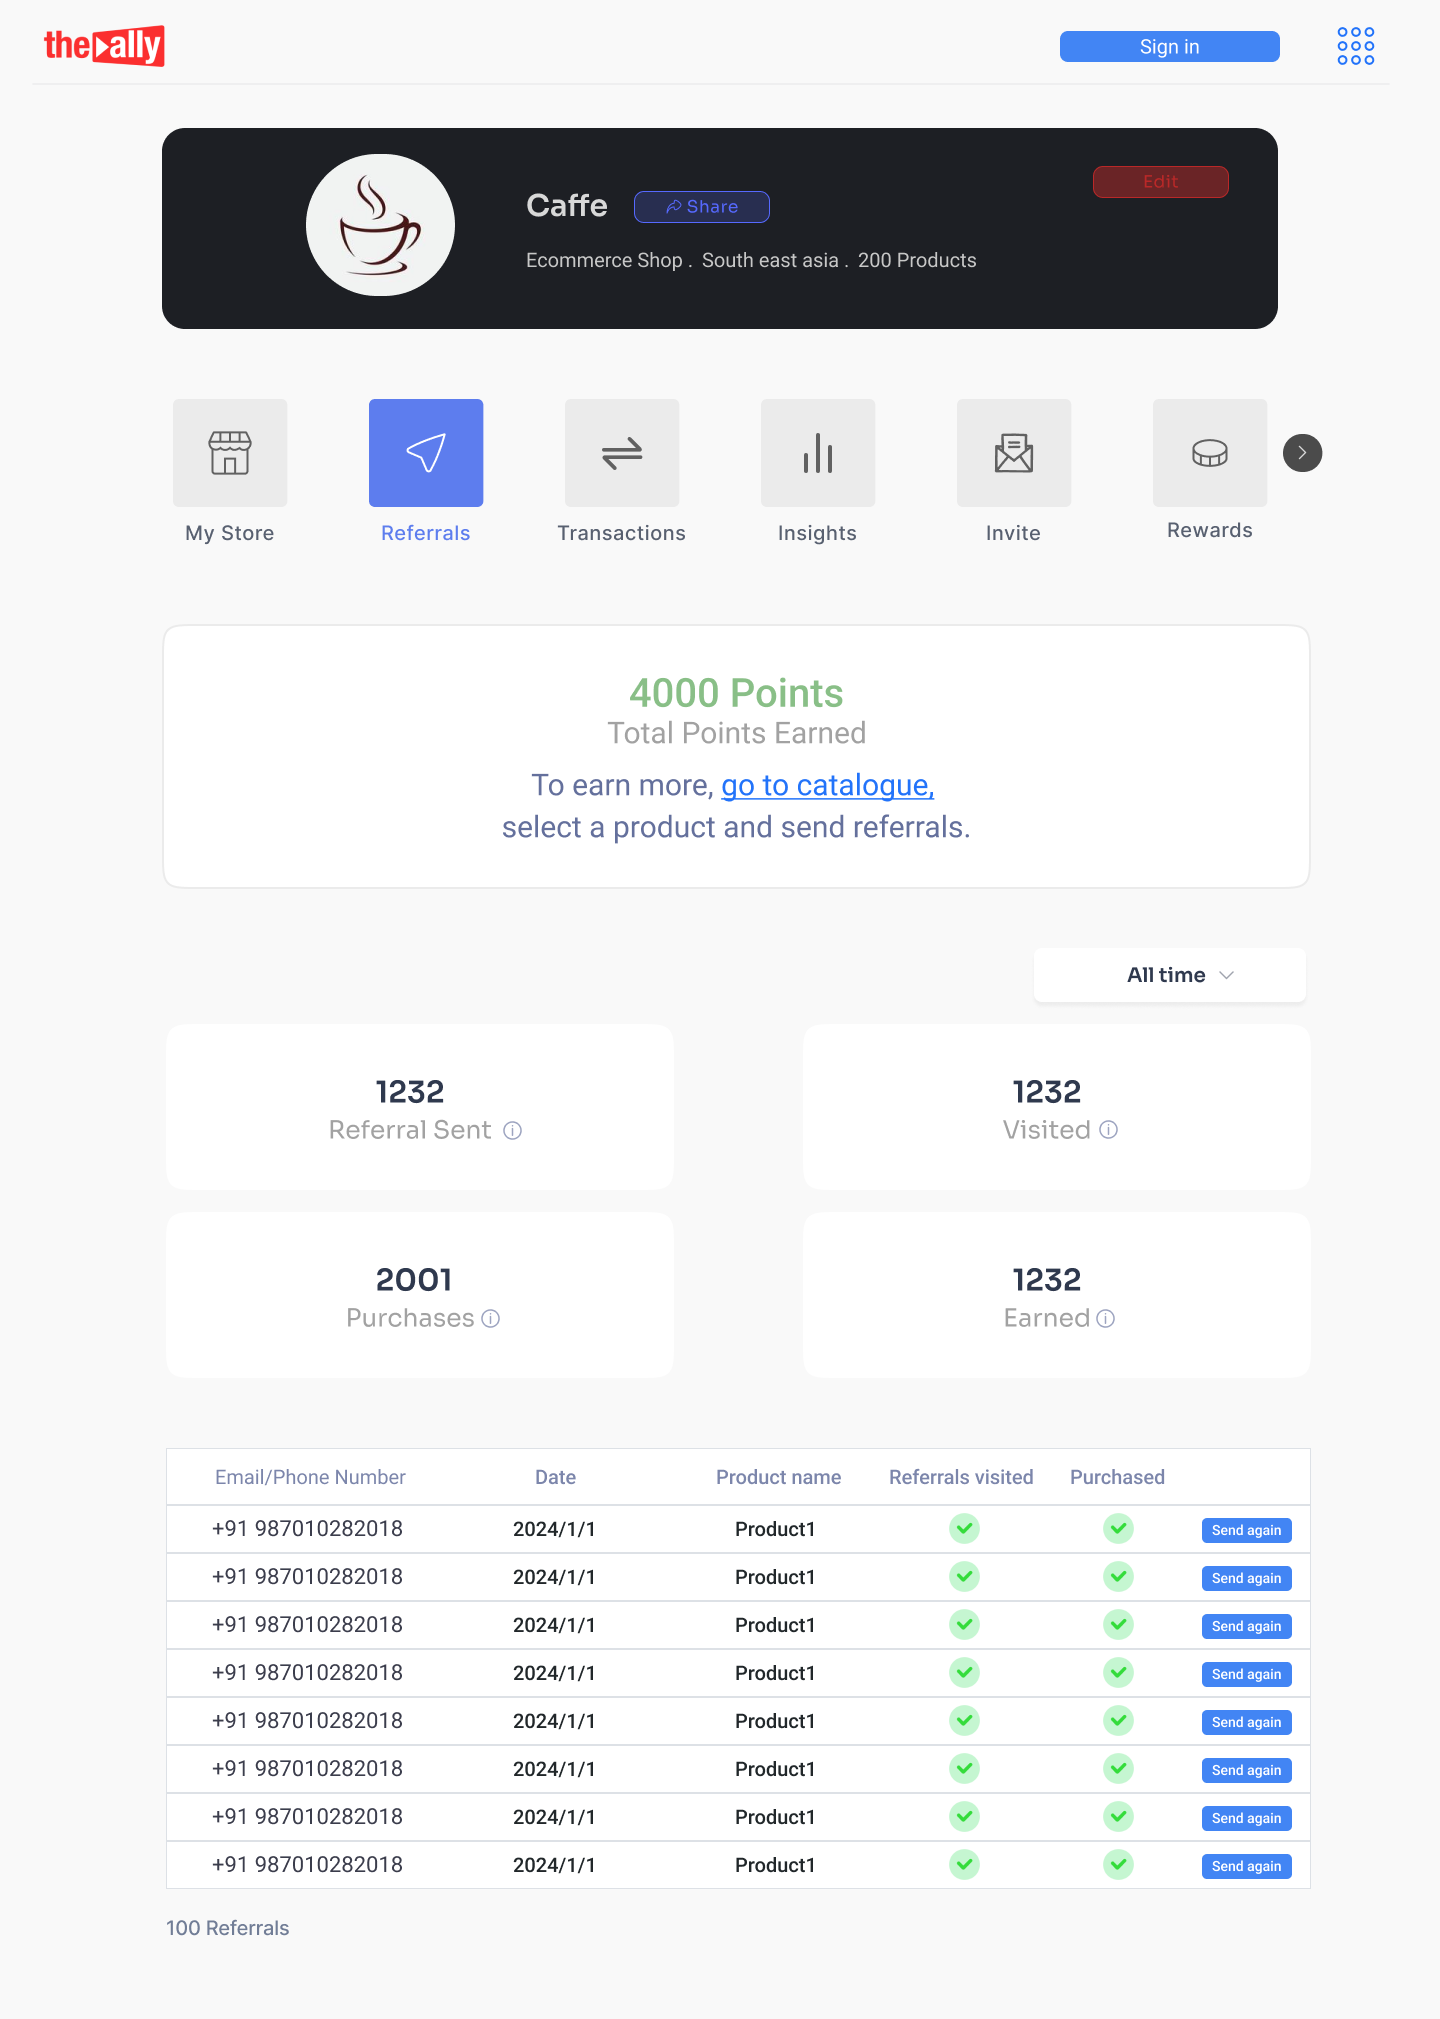 the ally
Sign in
Caffe
Share
Edit
Ecommerce Shop . South east asia . 200 Products
My Store
Referrals
Transactions
Insights
Invite
Rewards
4000 Points
Total Points Earned
To earn more, go to catalogue,
select a product and send referrals.
All time
1232
Referral Sent
1232
Visited
2001
Purchases
1232
Earned
Email/Phone Number Date Product name Referrals visited Purchased
+91 987010282018 2024/1/1 Product1 Send again
+91 987010282018 2024/1/1 Product1 Send again
+91 987010282018 2024/1/1 Product1 Send again
+91 987010282018 2024/1/1 Product1 Send again
+91 987010282018 2024/1/1 Product1 Send again
+91 987010282018 2024/1/1 Product1 Send again
+91 987010282018 2024/1/1 Product1 Send again
+91 987010282018 2024/1/1 Product1 Send again
100 Referrals